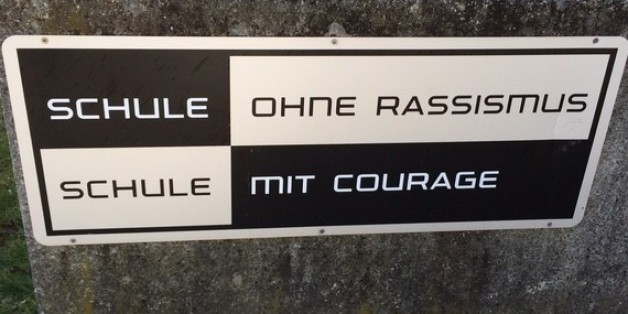 SCHULE OHNE RASSISMUS
SCHULE MIT COURAGE